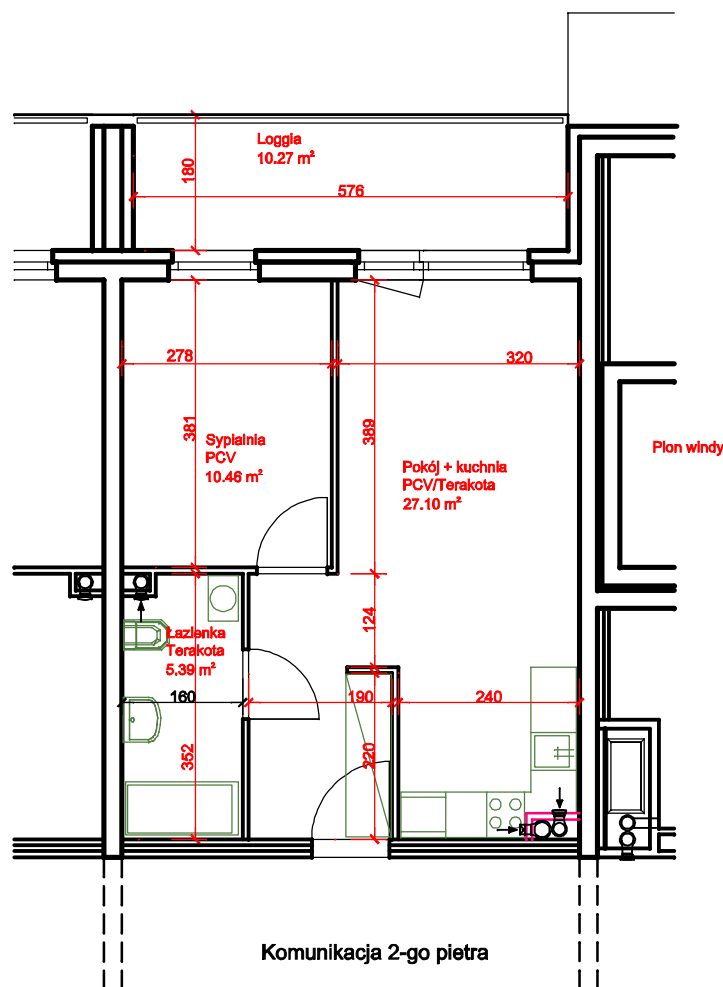 Loggia
10.27 m²
180
576
278
320
381
389
Sypialnia
PCV
10.46 m²
Pokój + kuchnia
PCV/Terakota
27.10 m²
Pion windy
124
Łazienka
Terakota
5.39 m²
160
190
240
352
220
Komunikacja 2-go pietra